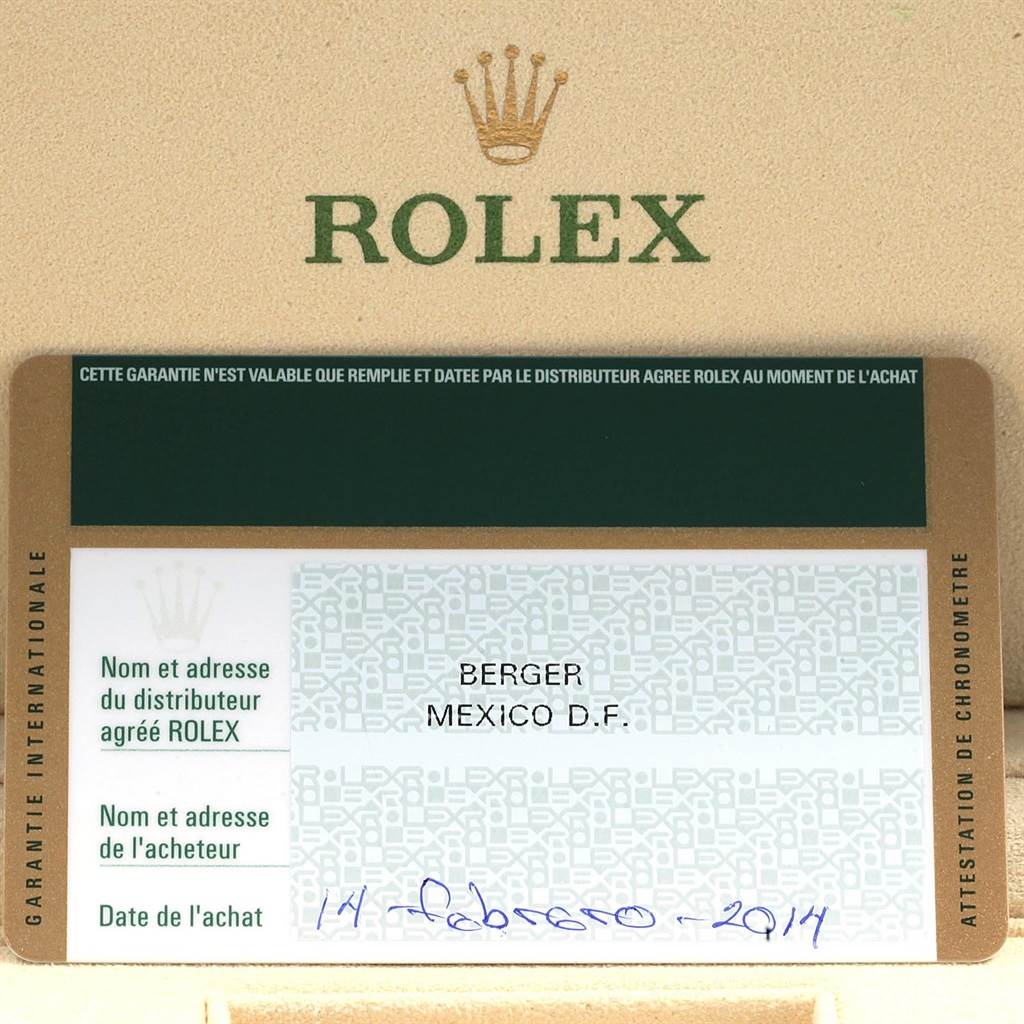 ROLEX
CETTE GARANTIE N'EST VALABLE QUE REMPLIE ET DATEE PAR LE DISTRIBUTEUR AGREE ROLEX AU MOMENT DE L'ACHAT
GARANTIE INTERNATIONALE
Nom et adresse
du distributeur
agréé ROLEX
BERGER
MEXICO D.F.
Nom et adresse
de l'acheteur
Date de l'achat
14 - febrero - 2014
ATTESTATION DE CHRONOMETRE